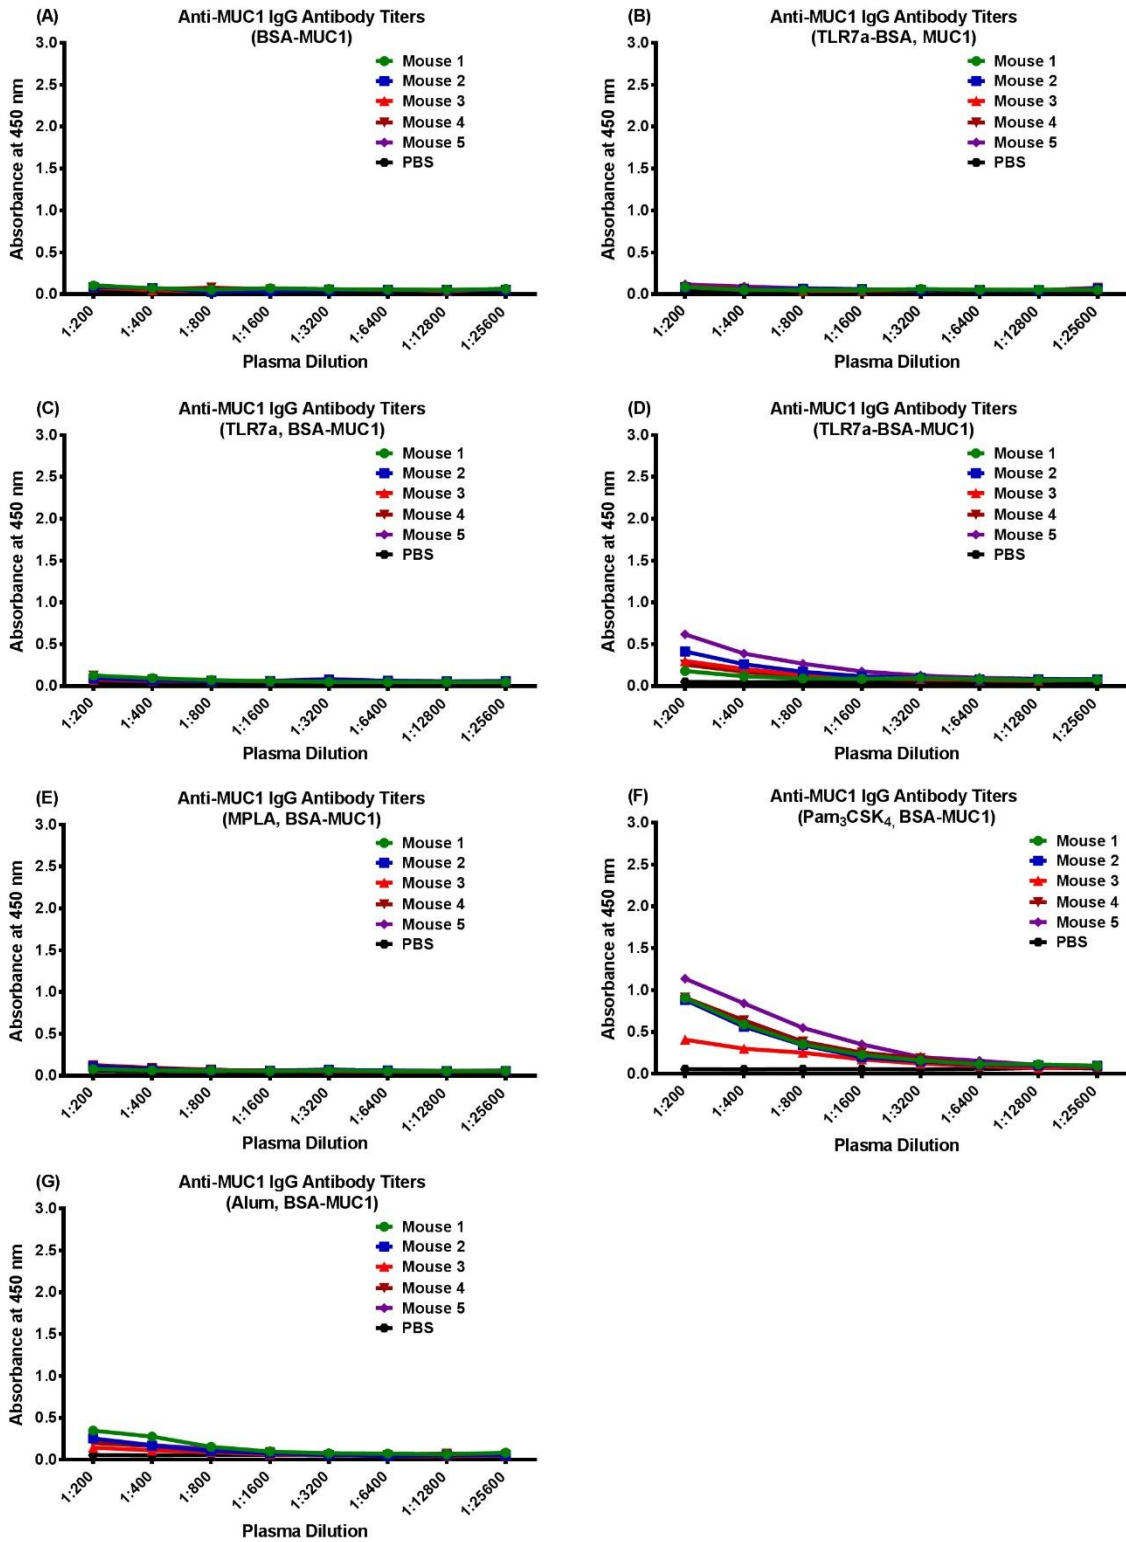 (A)
Anti-MUC1 IgG Antibody Titers
(BSA-MUC1)
Absorbance at 450 nm
3.0
2.5
2.0
1.5
1.0
0.5
0.0
Mouse 1
Mouse 2
Mouse 3
Mouse 4
Mouse 5
PBS
1:200
1:400
1:800
1:1600
1:3200
1:6400
1:12800
1:25600
Plasma Dilution
(B)
Anti-MUC1 IgG Antibody Titers
(TLR7a-BSA, MUC1)
Absorbance at 450 nm
3.0
2.5
2.0
1.5
1.0
0.5
0.0
Mouse 1
Mouse 2
Mouse 3
Mouse 4
Mouse 5
PBS
1:200
1:400
1:800
1:1600
1:3200
1:6400
1:12800
1:25600
Plasma Dilution
(C)
Anti-MUC1 IgG Antibody Titers
(TLR7a, BSA-MUC1)
Absorbance at 450 nm
3.0
2.5
2.0
1.5
1.0
0.5
0.0
Mouse 1
Mouse 2
Mouse 3
Mouse 4
Mouse 5
PBS
1:200
1:400
1:800
1:1600
1:3200
1:6400
1:12800
1:25600
Plasma Dilution
(D)
Anti-MUC1 IgG Antibody Titers
(TLR7a-BSA-MUC1)
Absorbance at 450 nm
3.0
2.5
2.0
1.5
1.0
0.5
0.0
Mouse 1
Mouse 2
Mouse 3
Mouse 4
Mouse 5
PBS
1:200
1:400
1:800
1:1600
1:3200
1:6400
1:12800
1:25600
Plasma Dilution
(E)
Anti-MUC1 IgG Antibody Titers
(MPLA, BSA-MUC1)
Absorbance at 450 nm
3.0
2.5
2.0
1.5
1.0
0.5
0.0
Mouse 1
Mouse 2
Mouse 3
Mouse 4
Mouse 5
PBS
1:200
1:400
1:800
1:1600
1:3200
1:6400
1:12800
1:25600
Plasma Dilution
(F)
Anti-MUC1 IgG Antibody Titers
(Pam₃CSK₄, BSA-MUC1)
Absorbance at 450 nm
3.0
2.5
2.0
1.5
1.0
0.5
0.0
Mouse 1
Mouse 2
Mouse 3
Mouse 4
Mouse 5
PBS
1:200
1:400
1:800
1:1600
1:3200
1:6400
1:12800
1:25600
Plasma Dilution
(G)
Anti-MUC1 IgG Antibody Titers
(Alum, BSA-MUC1)
Absorbance at 450 nm
3.0
2.5
2.0
1.5
1.0
0.5
0.0
Mouse 1
Mouse 2
Mouse 3
Mouse 4
Mouse 5
PBS
1:200
1:400
1:800
1:1600
1:3200
1:6400
1:12800
1:25600
Plasma Dilution